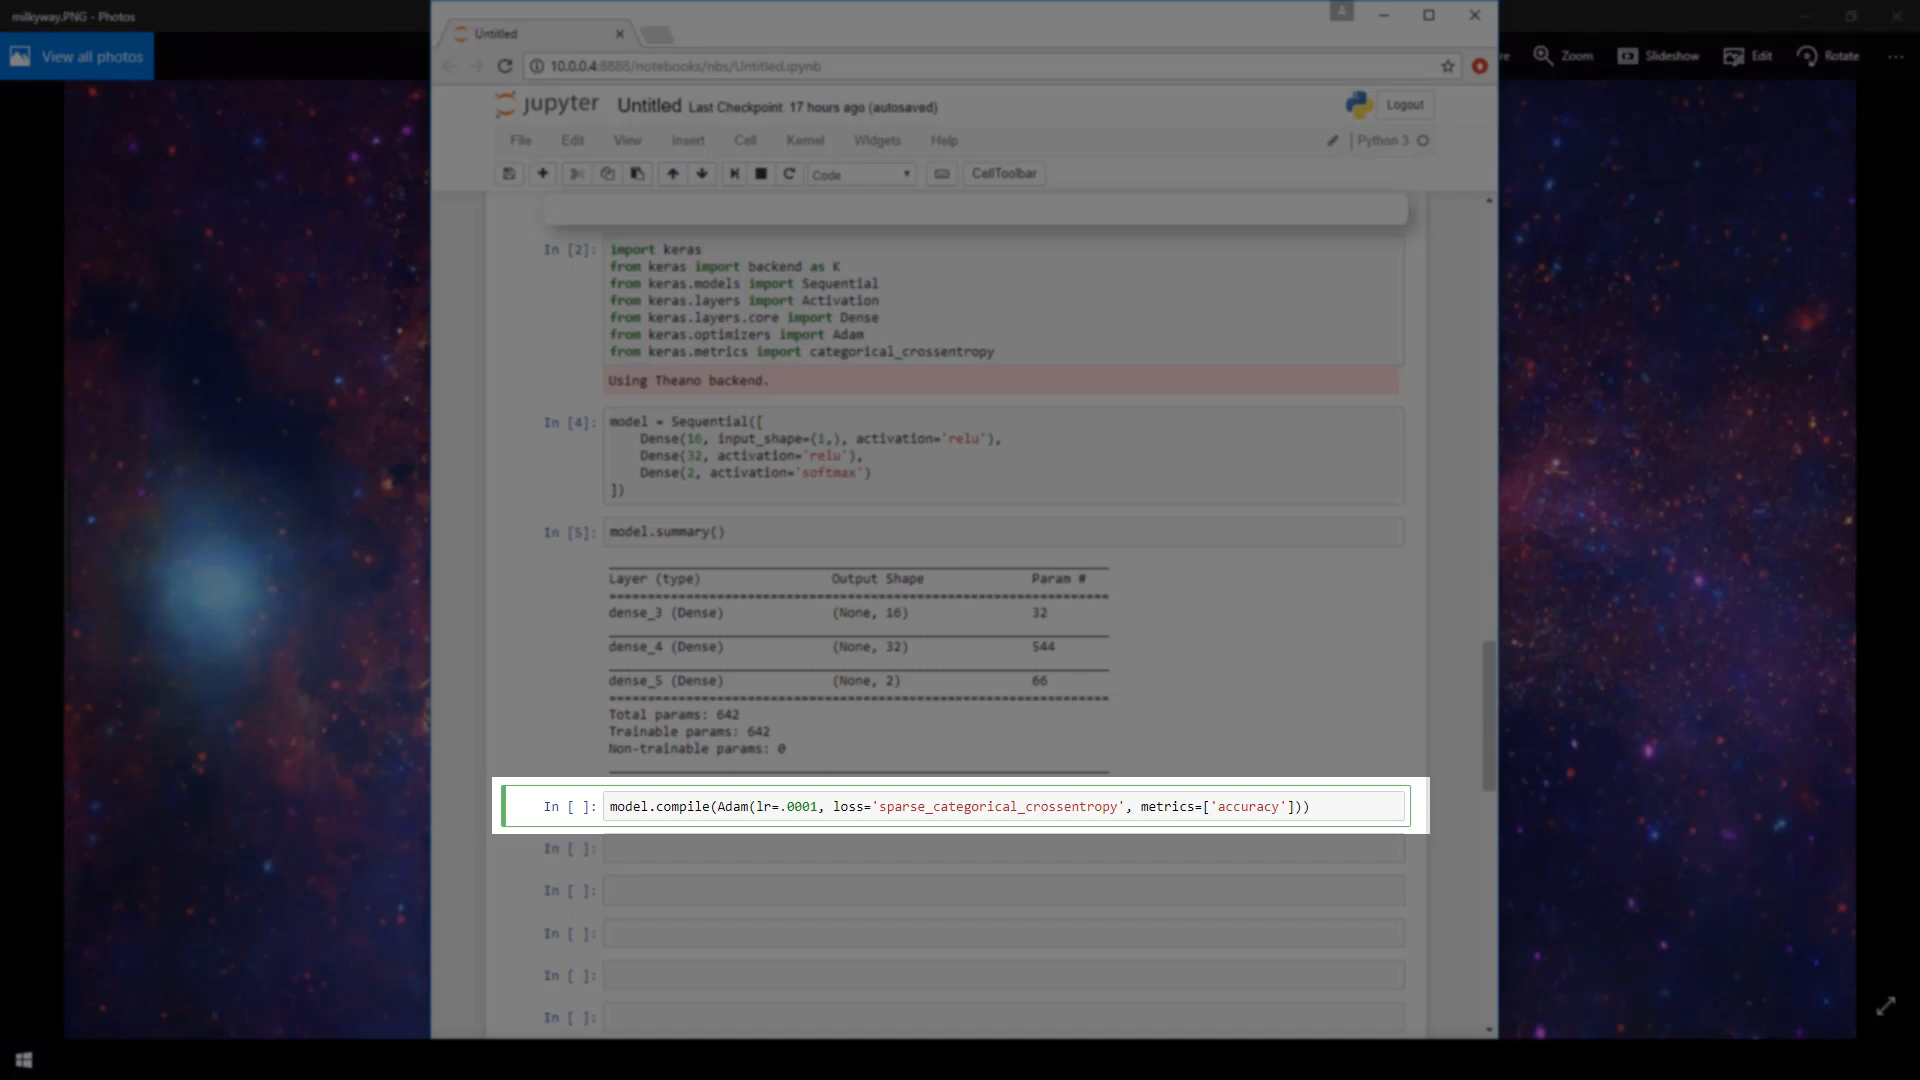 milkyway.PNG - Photos
View all photos
re Zoom Slideshow Edit Rotate ...
Untitled
10.0.0.4:8888/notebooks/nbs/Untitled.ipynb
jupyter Untitled Last Checkpoint: 17 hours ago (autosaved)
Logout
File Edit View Insert Cell Kernel Widgets Help
Python 3
Code
CellToolbar
In [2]: import keras
from keras import backend as K
from keras.models import Sequential
from keras.layers import Activation
from keras.layers.core import Dense
from keras.optimizers import Adam
from keras.metrics import categorical_crossentropy
Using Theano backend.
In [4]: model = Sequential([
Dense(16, input_shape=(1,), activation='relu'),
Dense(32, activation='relu'),
Dense(2, activation='softmax')
])
In [5]: model.summary()
Layer (type) Output Shape Param #
dense_3 (Dense) (None, 16) 32
dense_4 (Dense) (None, 32) 544
dense_5 (Dense) (None, 2) 66
Total params: 642
Trainable params: 642
Non-trainable params: 0
In [ ]: model.compile(Adam(lr=.0001, loss='sparse_categorical_crossentropy', metrics=['accuracy']))
In [ ]:
In [ ]:
In [ ]:
In [ ]:
In [ ]: